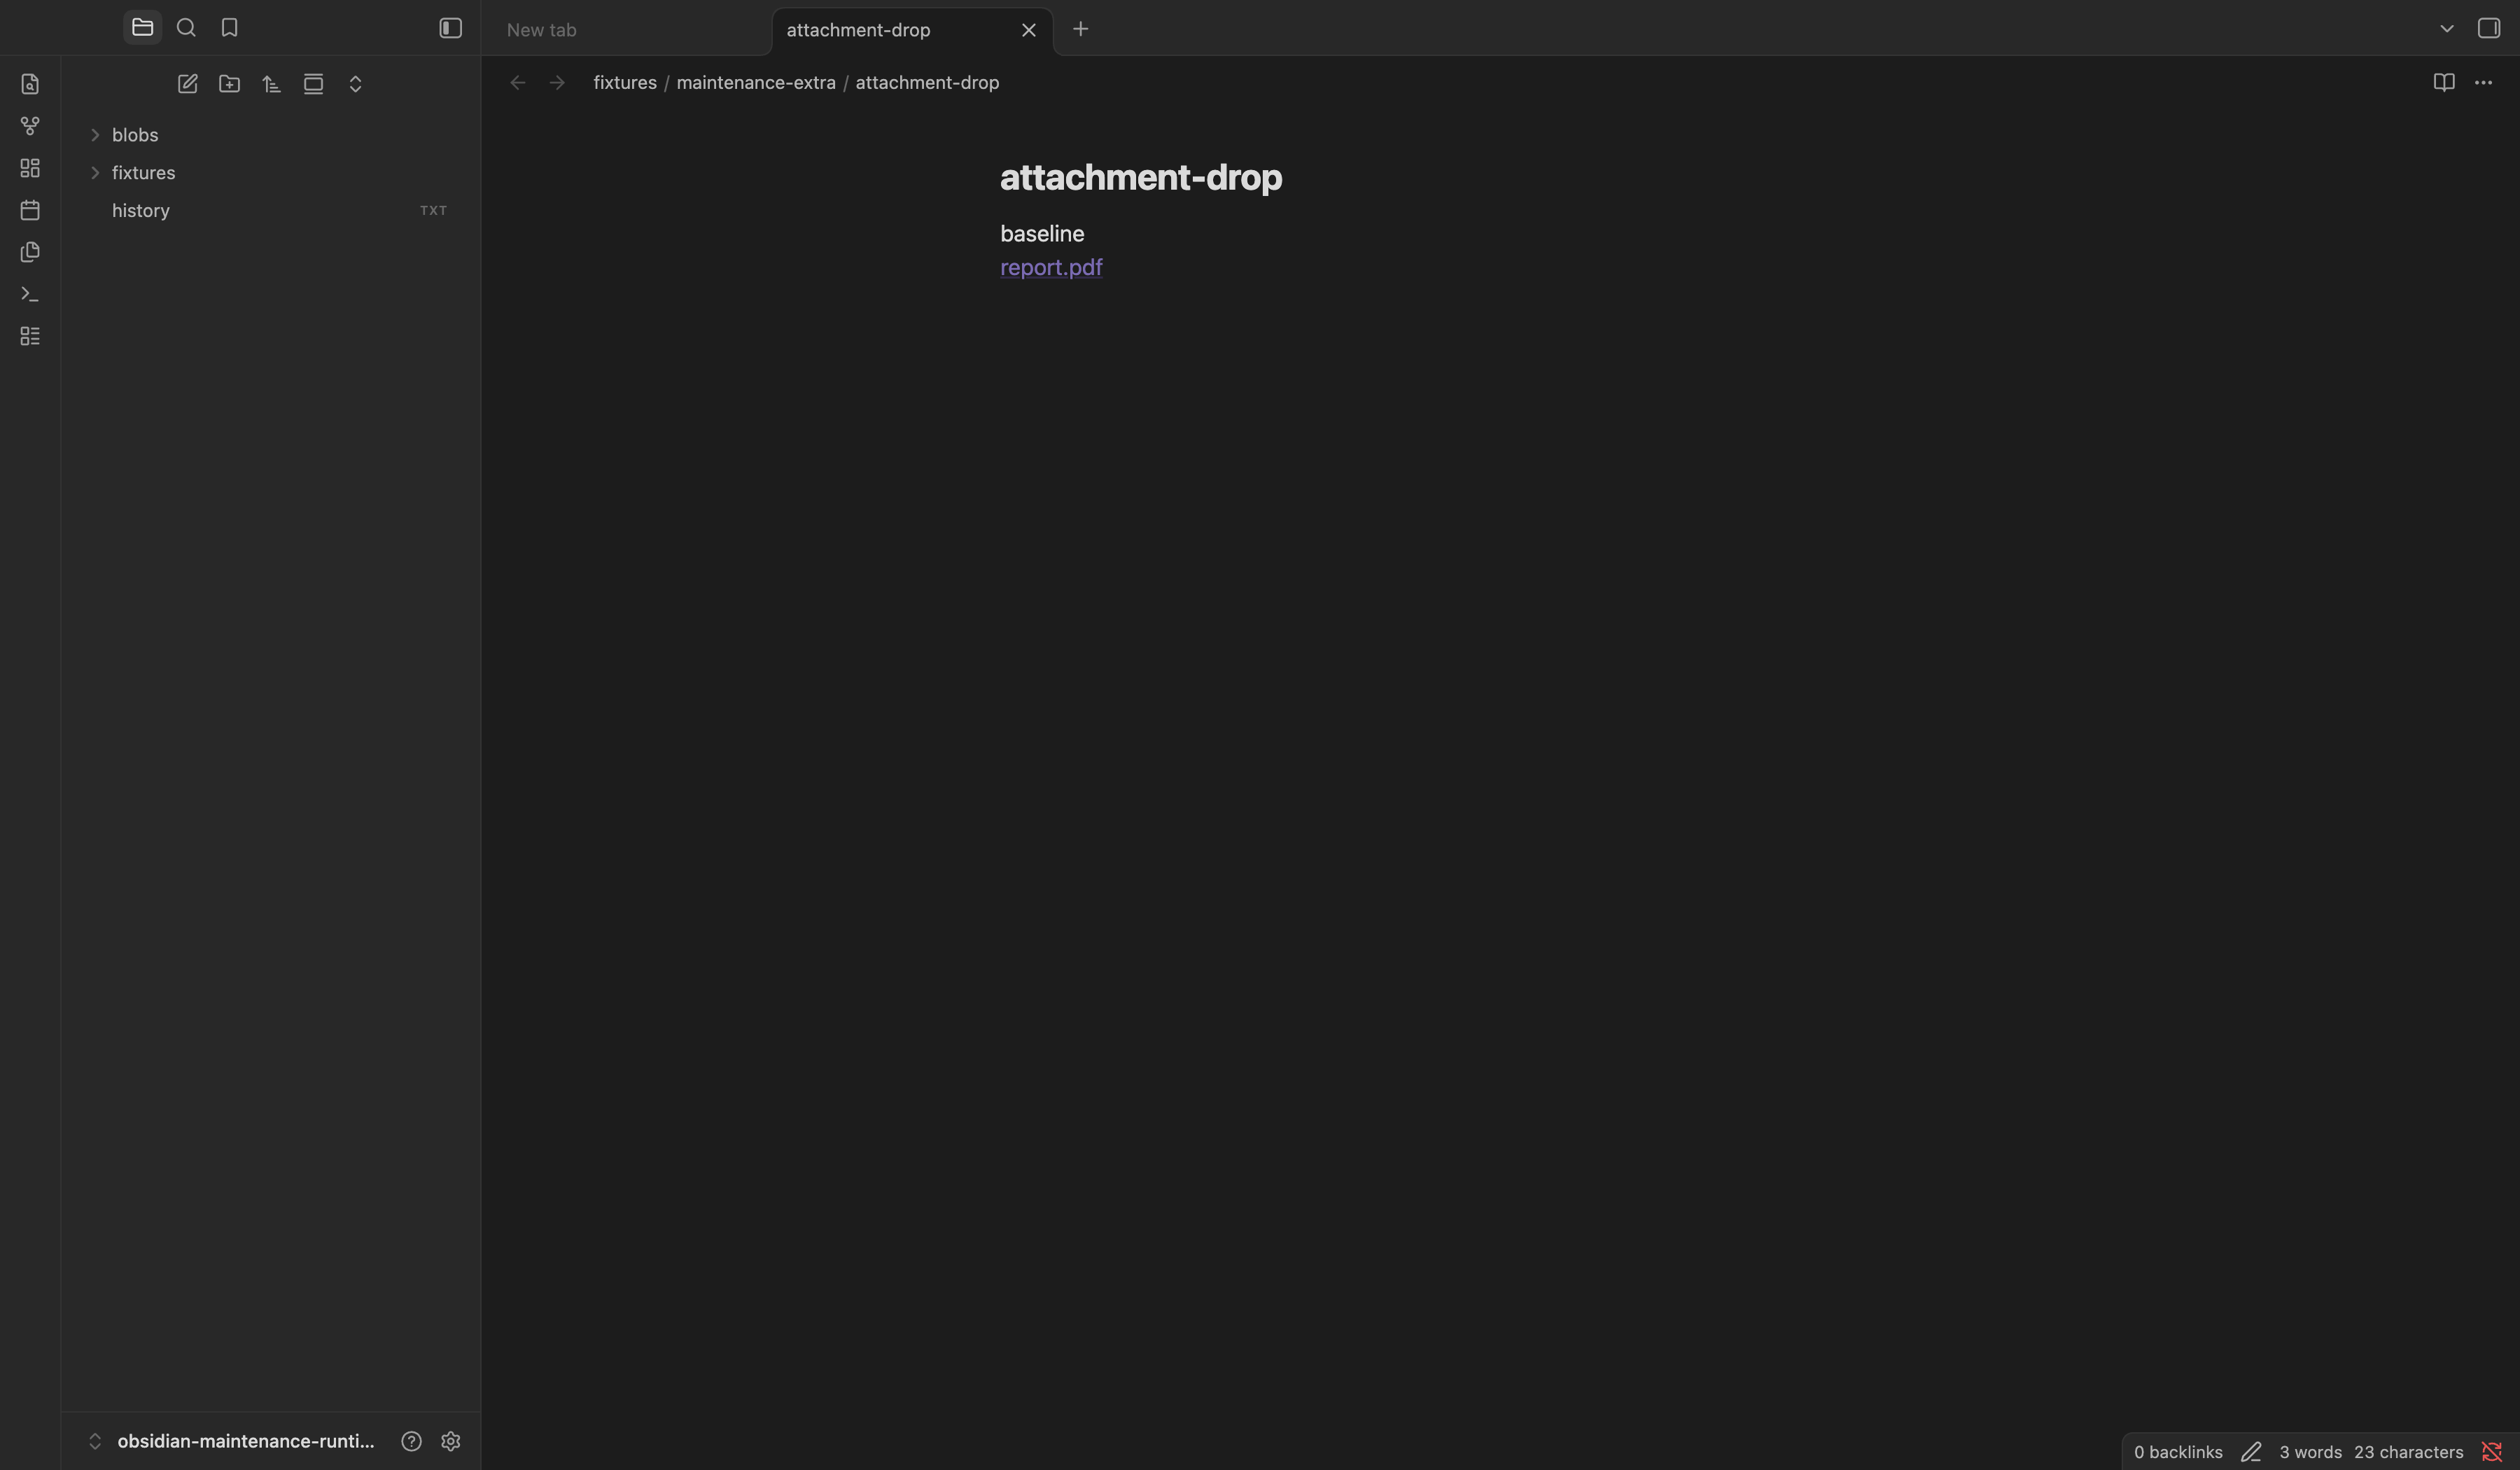 New tab
attachment-drop
fixtures / maintenance-extra / attachment-drop
blobs
fixtures
history TXT
attachment-drop
baseline
report.pdf
obsidian-maintenance-runti...
0 backlinks 3 words 23 characters